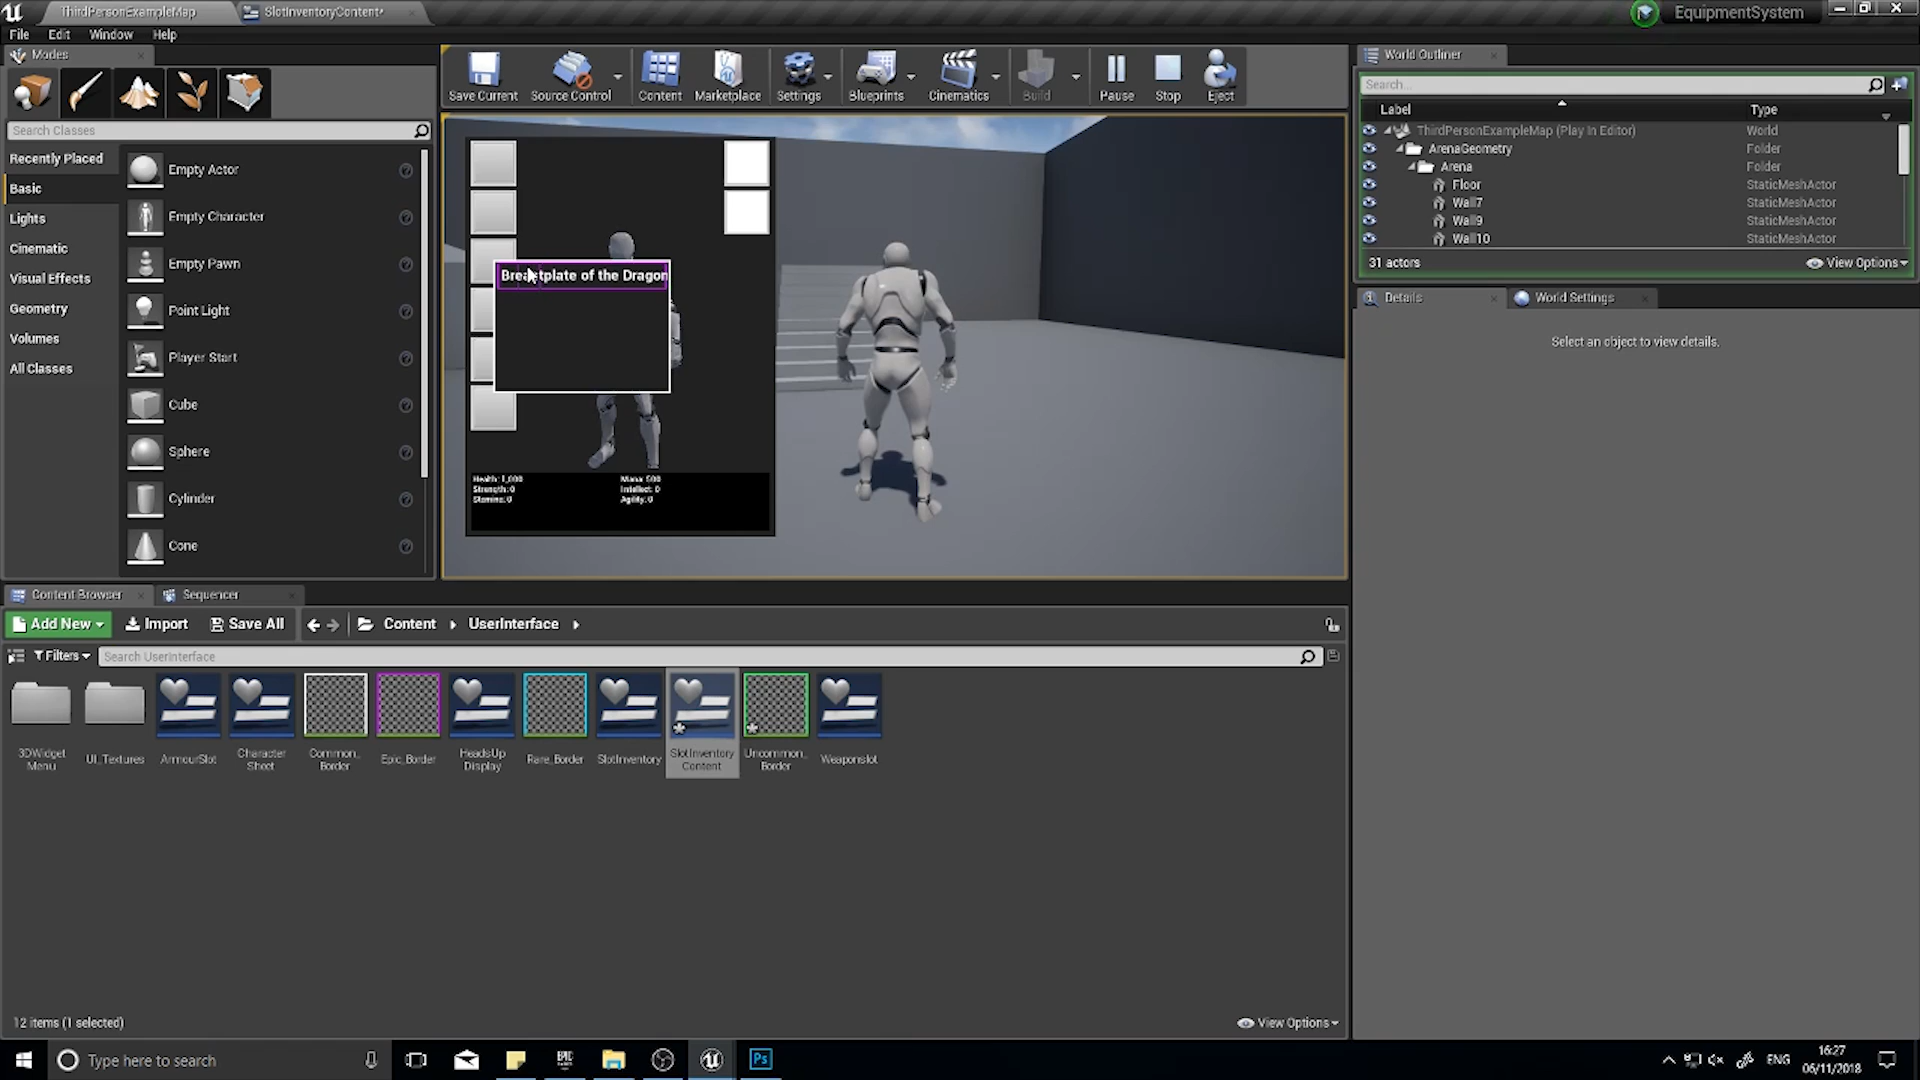 ThirdPersonExampleMap
SlotInventoryContent*
EquipmentSystem
File Edit Window Help
Modes
Search Classes
Recently Placed
Basic
Lights
Cinematic
Visual Effects
Geometry
Volumes
All Classes
Empty Actor
Empty Character
Empty Pawn
Point Light
Player Start
Cube
Sphere
Cylinder
Cone
Save Current
Source Control
Content
Marketplace
Settings
Blueprints
Cinematics
Build
Pause
Stop
Eject
Breastplate of the Dragon
Health: 1,000
Strength: 0
Stamina: 0
Mana: 500
Intellect: 0
Agility: 0
World Outliner
Search...
Label Type
ThirdPersonExampleMap (Play In Editor) World
ArenaGeometry Folder
Arena Folder
Floor StaticMeshActor
Wall7 StaticMeshActor
Wall9 StaticMeshActor
Wall10 StaticMeshActor
31 actors
View Options
Details
World Settings
Select an object to view details.
Content Browser
Sequencer
Add New
Import
Save All
Content
UserInterface
Filters
Search UserInterface
3DWidget
Menu
UI_Textures
ArmourSlot
Character
Sheet
Common_
Border
Epic_Border
HeadsUp
Display
Rare_Border
SlotInventory
SlotInventory
Content
Uncommon_
Border
Weaponslot
12 items (1 selected)
View Options
Type here to search
EPIC
Ps
ENG
16:27
06/11/2018